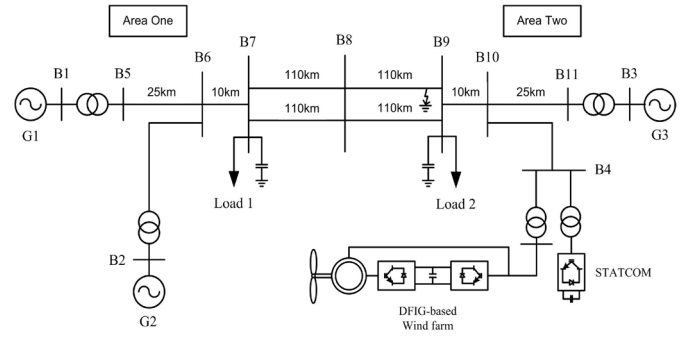 Area One
Area Two
B7
B8
B9
B6
B10
B1
B5
110km
110km
B11
B3
25km
10km
10km
25km
G1
110km
110km
G3
B4
Load 1
Load 2
B2
STATCOM
G2
DFIG-based
Wind farm